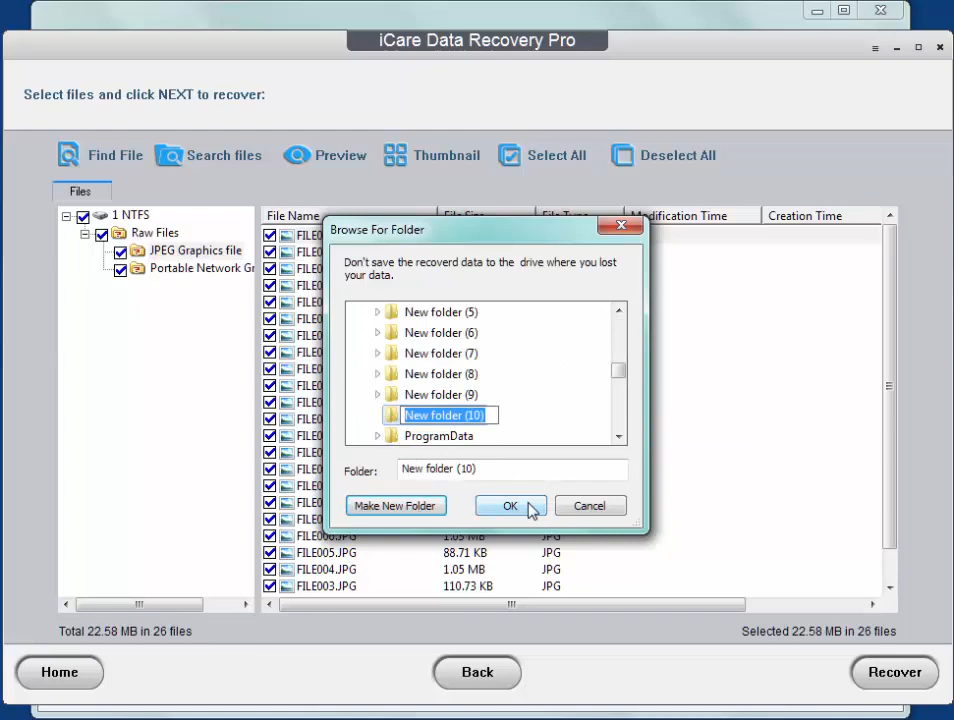 iCare Data Recovery Pro
Select files and click NEXT to recover:
Find File Search files Preview Thumbnail Select All Deselect All
Files
1 NTFS
Raw Files
JPEG Graphics file
Portable Network Gr
File Name File Size File Type Modification Time Creation Time
Browse For Folder
Don't save the recoverd data to the drive where you lost
your data.
New folder (5)
New folder (6)
New folder (7)
New folder (8)
New folder (9)
New folder (10)
ProgramData
Folder: New folder (10)
Make New Folder OK Cancel
FILE005.JPG 88.71 KB JPG
FILE004.JPG 1.05 MB JPG
FILE003.JPG 110.73 KB JPG
Total 22.58 MB in 26 files
Selected 22.58 MB in 26 files
Home Back Recover